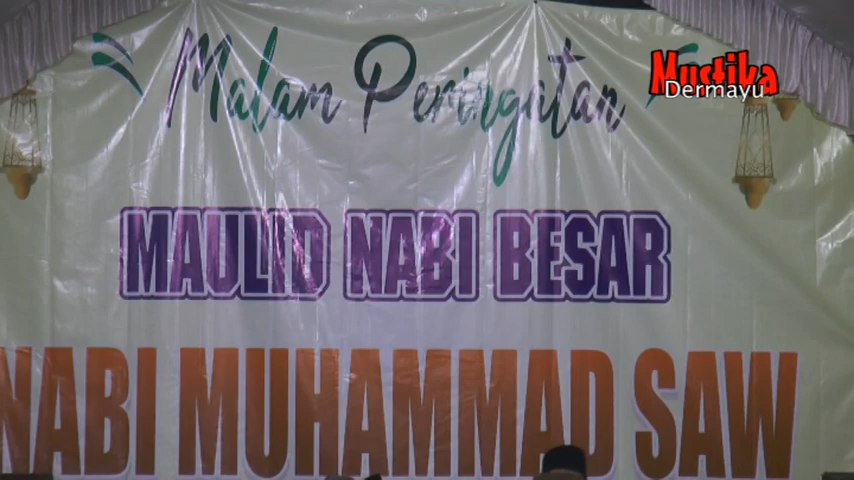 Malam Peringatan
Mustika
Dermayu
MAULID NABI BESAR
NABI MUHAMMAD SAW